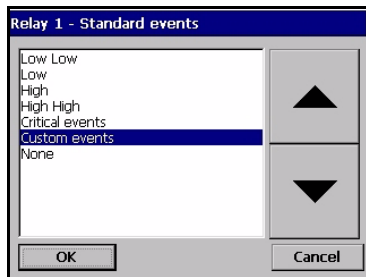 Relay 1 - Standard events
Low Low
Low
High
High High
Critical events
Custom events
None
OK
Cancel